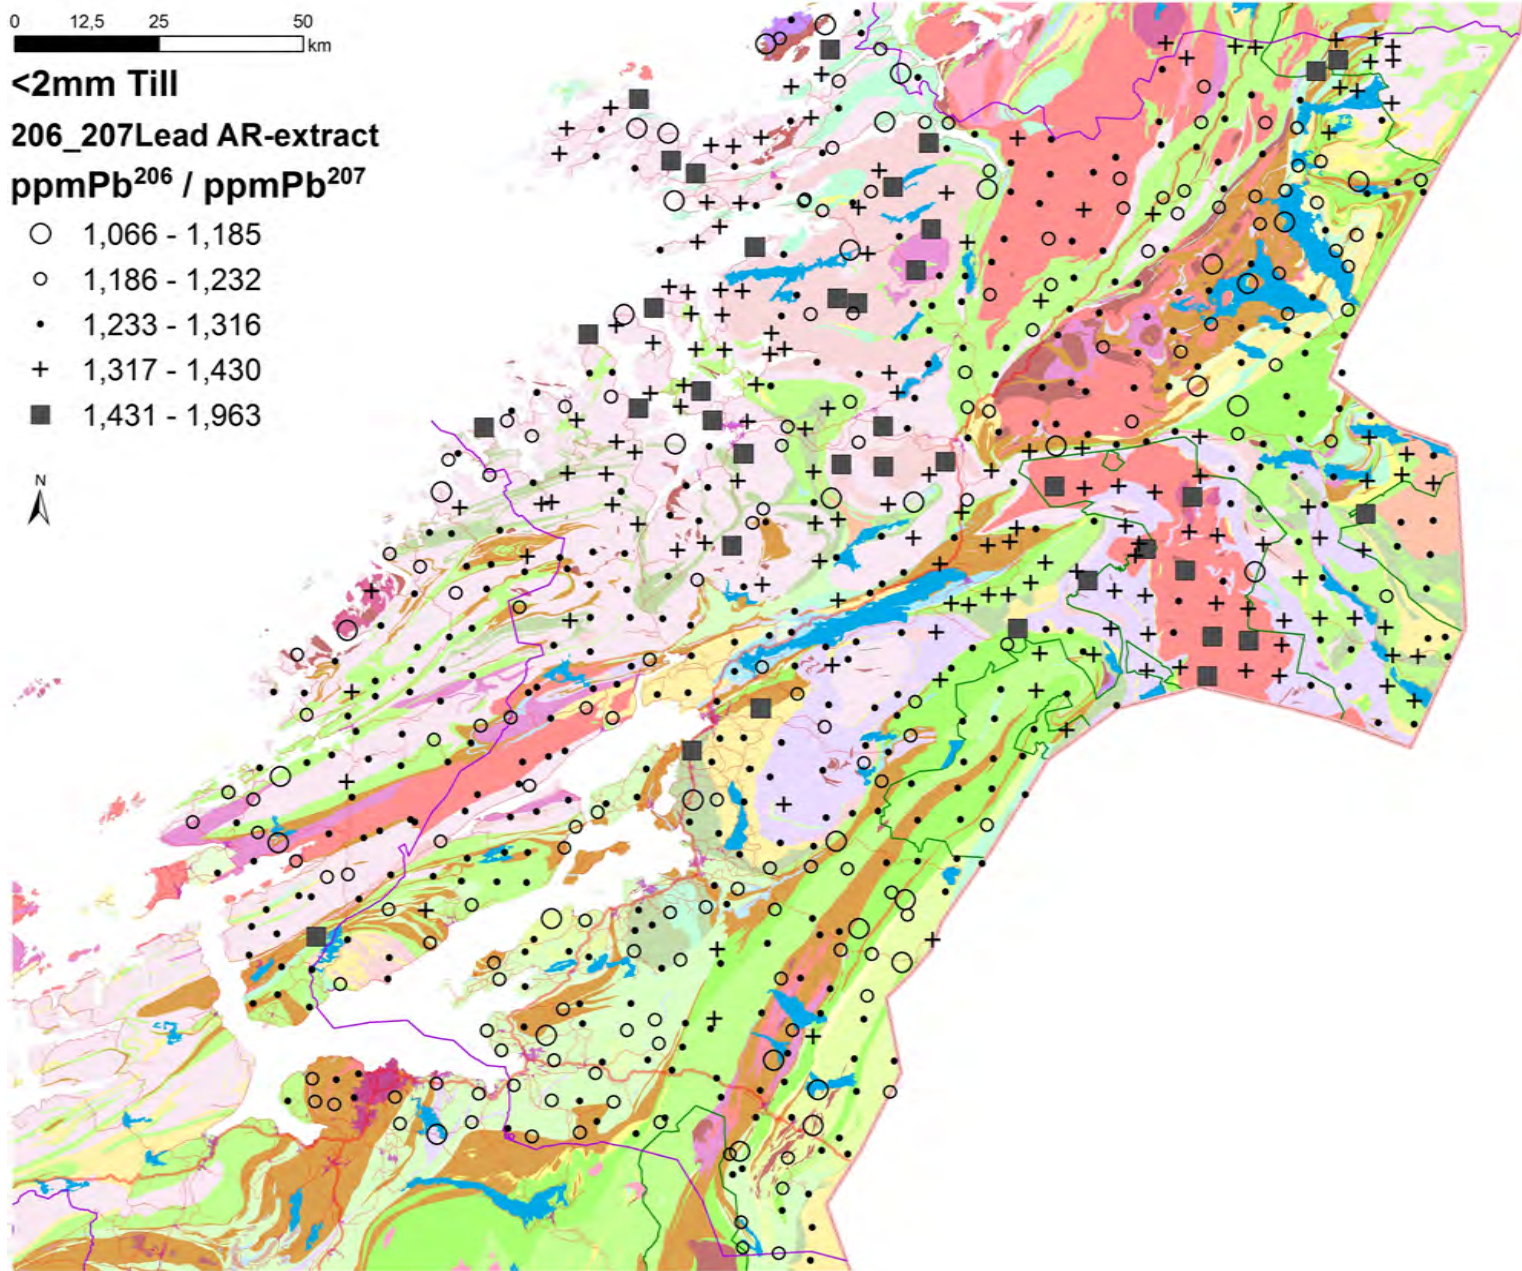 0 12,5 25 50
km
<2mm Till
206_207Lead AR-extract
ppmPb²⁰⁶ / ppmPb²⁰⁷
1,066 - 1,185
1,186 - 1,232
1,233 - 1,316
1,317 - 1,430
1,431 - 1,963
N